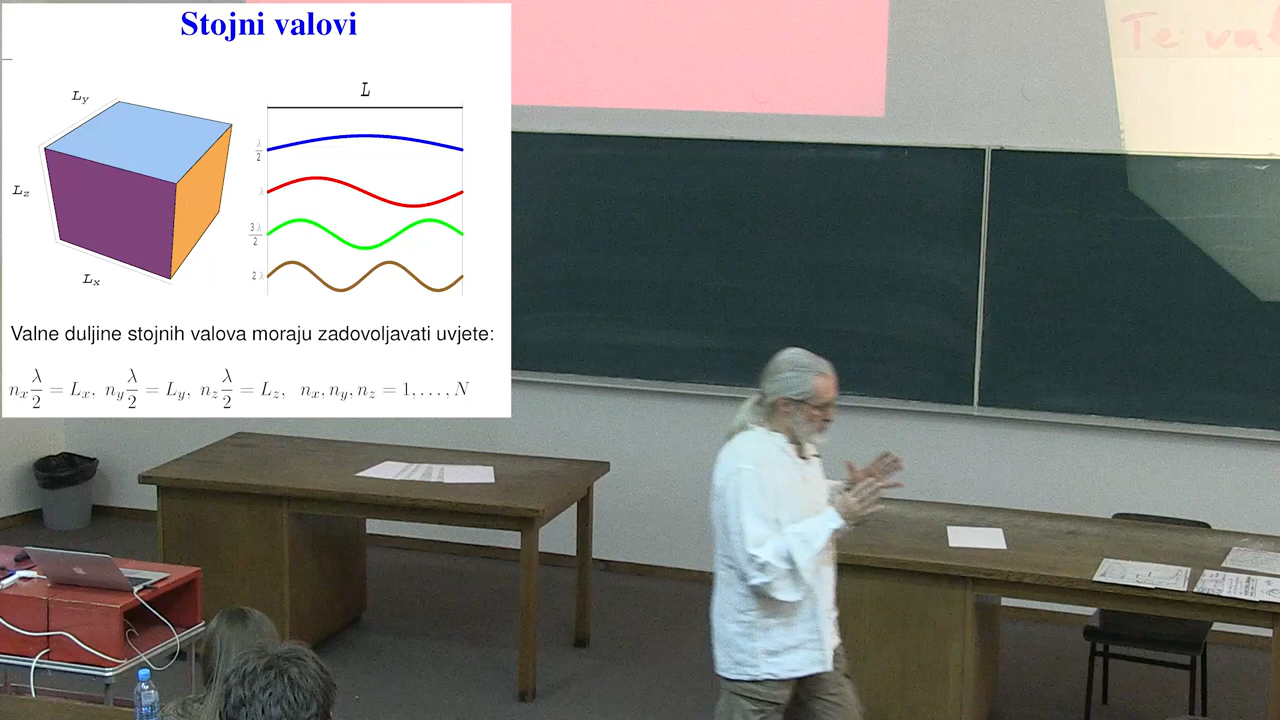 Stojni valovi
L_y
L
L_z
λ/2
λ
3λ/2
2λ
L_x
Valne duljine stojnih valova moraju zadovoljavati uvjete:
n_x λ/2 = L_x, n_y λ/2 = L_y, n_z λ/2 = L_z, n_x, n_y, n_z = 1, . . . , N
Te